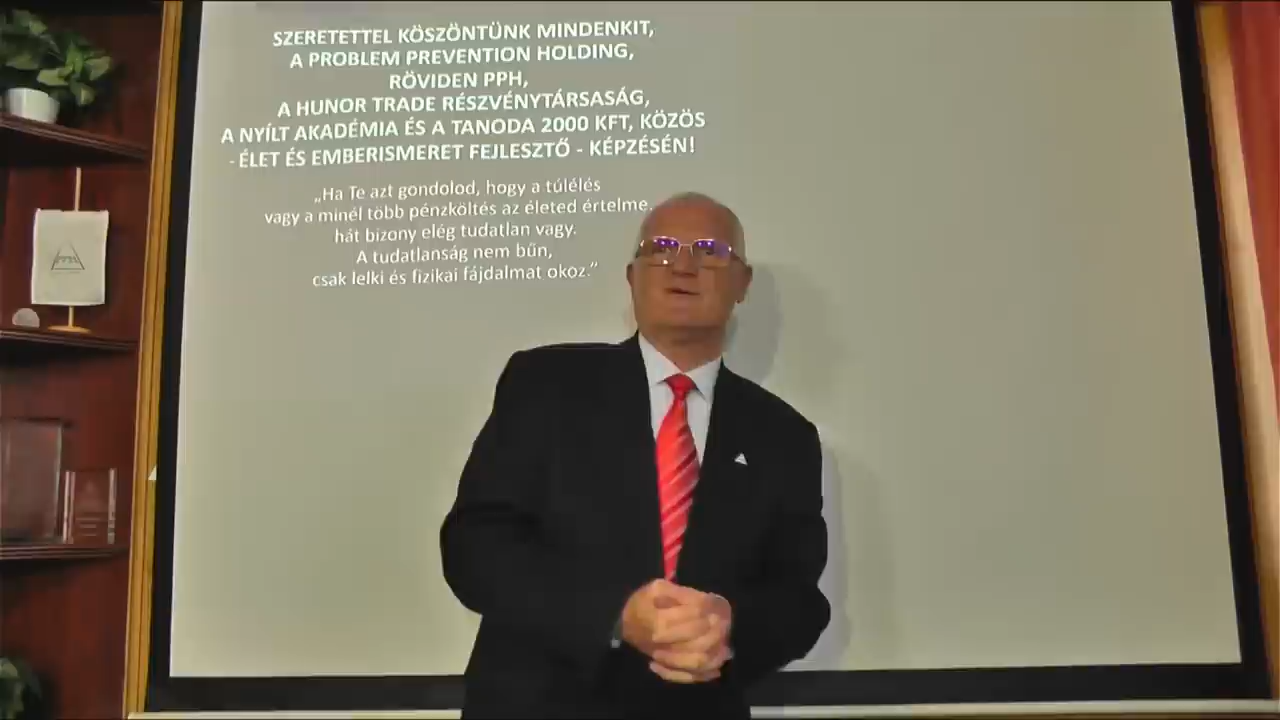 SZERETETTEL KÖSZÖNTÜNK MINDENKIT,
A PROBLEM PREVENTION HOLDING,
RÖVIDEN PPH,
A HUNOR TRADE RÉSZVÉNYTÁRSASÁG,
A NYÍLT AKADÉMIA ÉS A TANODA 2000 KFT, KÖZÖS
- ÉLET ÉS EMBERISMERET FEJLESZTŐ - KÉPZÉSÉN!
„Ha Te azt gondolod, hogy a túlélés
vagy a minél több pénzköltés az életed értelme,
hát bizony elég tudatlan vagy.
A tudatlanság nem bűn,
csak lelki és fizikai fájdalmat okoz.”